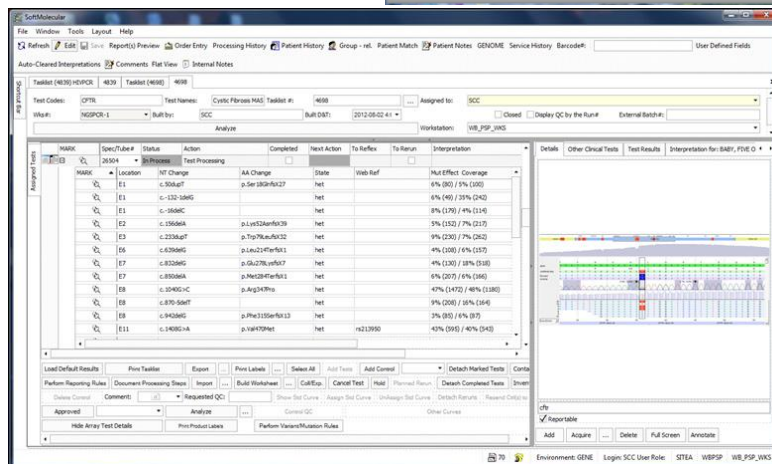 SoftMolecular
File Window Tools Layout Help
Refresh Edit Save Report(s) Preview Order Entry Processing History Patient History Group - rel. Patient Match Patient Notes GENOME Service History Barcode#: User Defined Fields
Auto-Cleared Interpretations Comments Flat View Internal Notes
Shortcut Bar
Tasklist (4839) HIVPCR 4839 Tasklist (4698) 4698
Test Codes: CFTR Test Names: Cystic Fibrosis MAS Tasklist #: 4698 ... Assigned to: SCC
Wks#: NGSPCR-1 Built by: SCC Built D&T: 2012-08-02 4:1 Closed Display QC by the Run# External Batch#:
Analyze Workstation: WB_PSP_WKS
Assigned Tests
MARK Spec/Tube # Status Action Completed Next Action To Reflex To Rerun Interpretation
26504 In Process Test Processing
MARK Location NT Change AA Change State Web Ref Mut Effect Coverage
E1 c.50dupT p.Ser18GlnfsX27 het 6% (80) / 5% (100)
E1 c.-132-1delG het 6% (49) / 35% (242)
E1 c.-16delC het 8% (179) / 4% (114)
E2 c.156delA p.Lys52AsnfsX39 het 5% (152) / 7% (217)
E3 c.233dupT p.Trp79LeufsX32 het 9% (230) / 7% (262)
E6 c.639delG p.Leu214TerfsX1 het 4% (108) / 6% (157)
E7 c.832delG p.Glu278LysfsX7 het 4% (130) / 18% (518)
E7 c.850delA p.Met284TerfsX1 het 6% (207) / 6% (166)
E8 c.1040G>C p.Arg347Pro het 47% (1472) / 48% (1180)
E8 c.870-5delT het 9% (208) / 16% (164)
E8 c.942delG p.Phe315SerfsX13 het 3% (85) / 6% (87)
E11 c.1408G>A p.Val470Met het rs213950 43% (595) / 40% (543)
Load Default Results Print Tasklist Export ... Print Labels ... Select All Add Tests Add Control Detach Marked Tests
Perform Reporting Rules Document Processing Steps Import ... Build Worksheet ... Coll/Exp. Cancel Test Hold Planned Rerun Detach Completed Tests
Delete Control Comment: Requested QC: Show Std Curve Assign Std Curve UnAssign Std Curve Detach Reruns
Approved Analyze ... Control QC Other Curves
Hide Array Test Details Print Product Labels Perform Variant/Mutation Rules
Details Other Clinical Tests Test Results Interpretation for: BABY, FIVE O
cftr
Reportable
Add Acquire ... Delete Full Screen Annotate
70 Environment: GENE Login: SCC User Role: SITEA WBPSP WB_PSP_WKS